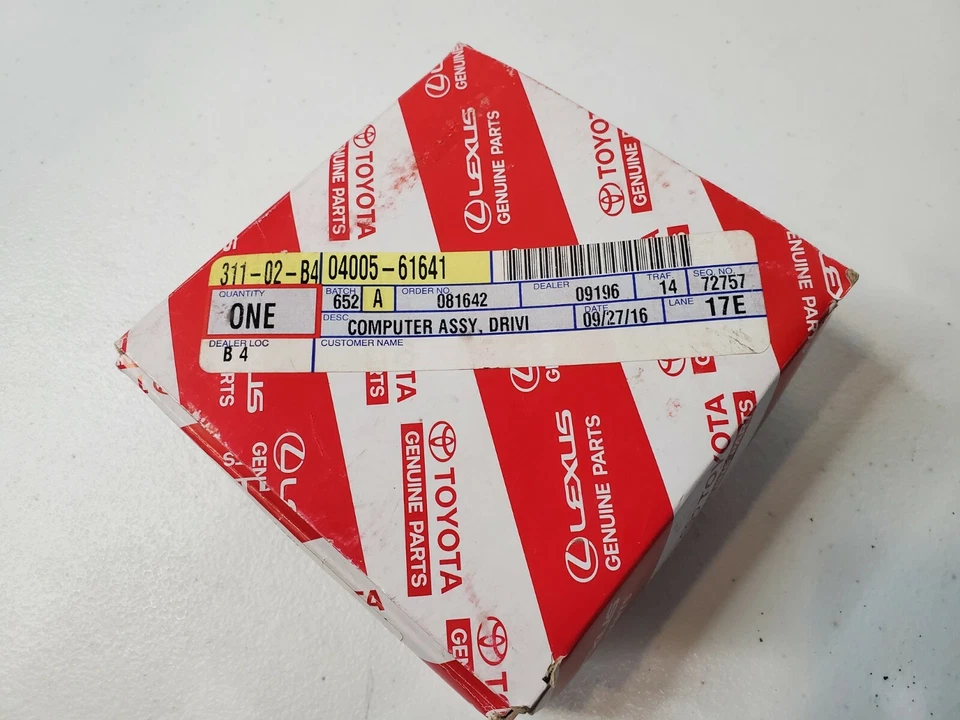 LEXUS
GENUINE
TOYOTA
GENUINE PARTS
LEXUS
GENUINE PARTS
TOYOTA
GENUINE PARTS
GENUINE PARTS
311-02-B4 04005-61641
QUANTITY
ONE
BATCH
652 A
ORDER NO.
081642
DEALER
09196
TRAF.
14
SEQ. NO.
72757
DESC
COMPUTER ASSY, DRIVI
DATE
09/27/16
LANE
17E
DEALER LOC
B 4
CUSTOMER NAME
TOYOTA
GENUINE PARTS
LEXUS
GENUINE PARTS
TOYOTA